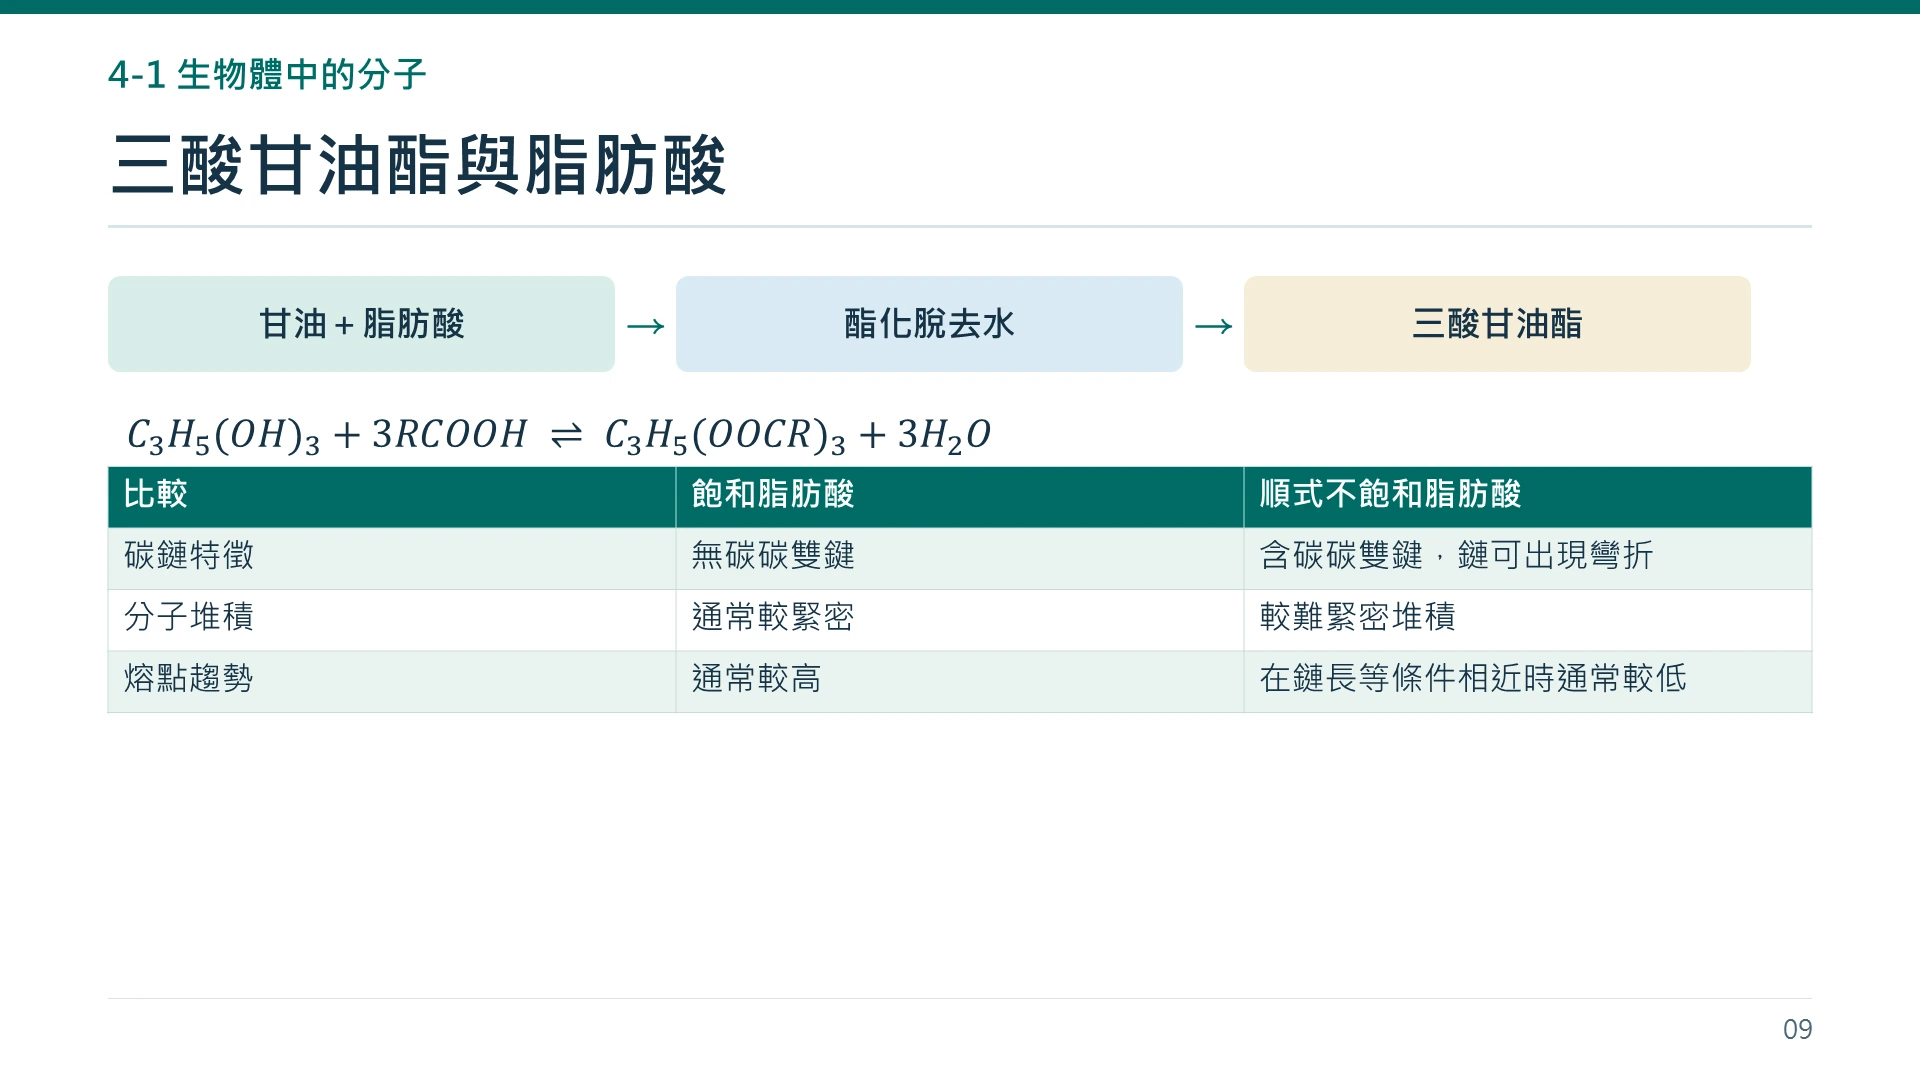 4-1 生物體中的分子
三酸甘油酯與脂肪酸
甘油 + 脂肪酸 → 酯化脫去水 → 三酸甘油酯
C₃H₅(OH)₃ + 3RCOOH ⇌ C₃H₅(OOCR)₃ + 3H₂O
比較 飽和脂肪酸 順式不飽和脂肪酸
碳鏈特徵 無碳碳雙鍵 含碳碳雙鍵，鏈可出現彎折
分子堆積 通常較緊密 較難緊密堆積
熔點趨勢 通常較高 在鏈長等條件相近時通常較低
09